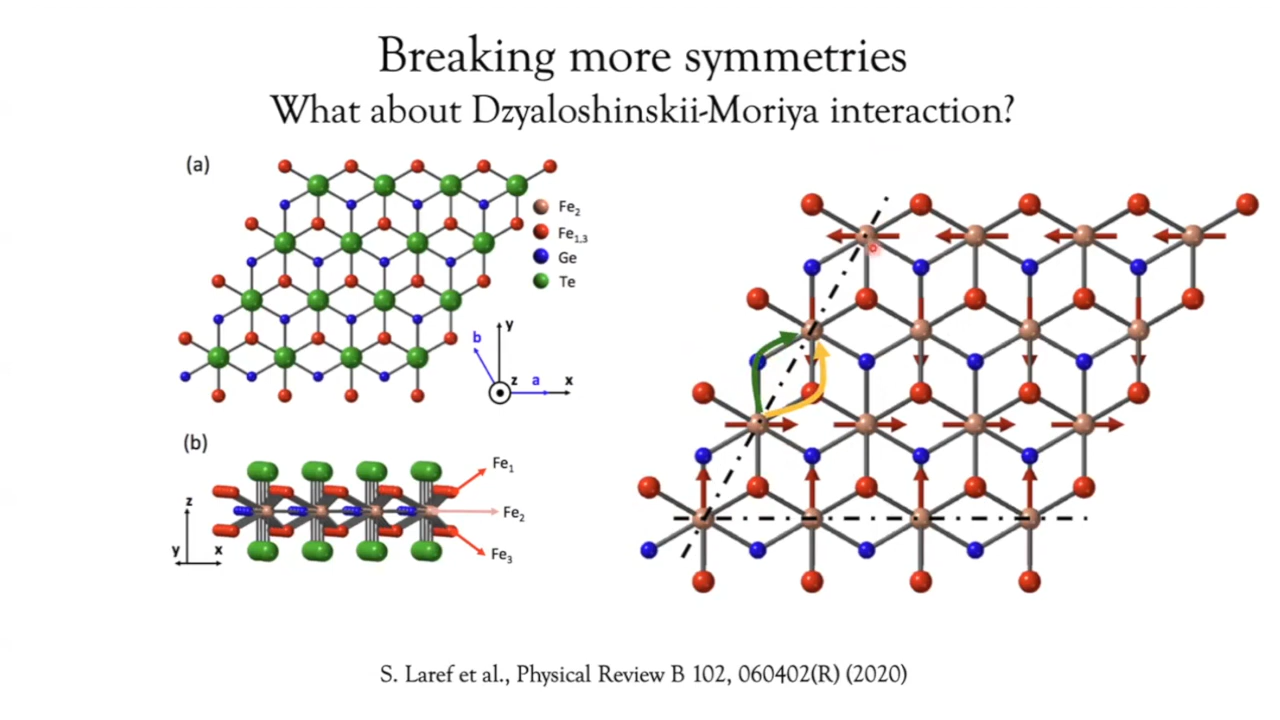 Breaking more symmetries
What about Dzyaloshinskii-Moriya interaction?
(a)
Fe2
Fe1,3
Ge
Te
b
y
z
a
x
(b)
z
y
x
Fe1
Fe2
Fe3
S. Laref et al., Physical Review B 102, 060402(R) (2020)